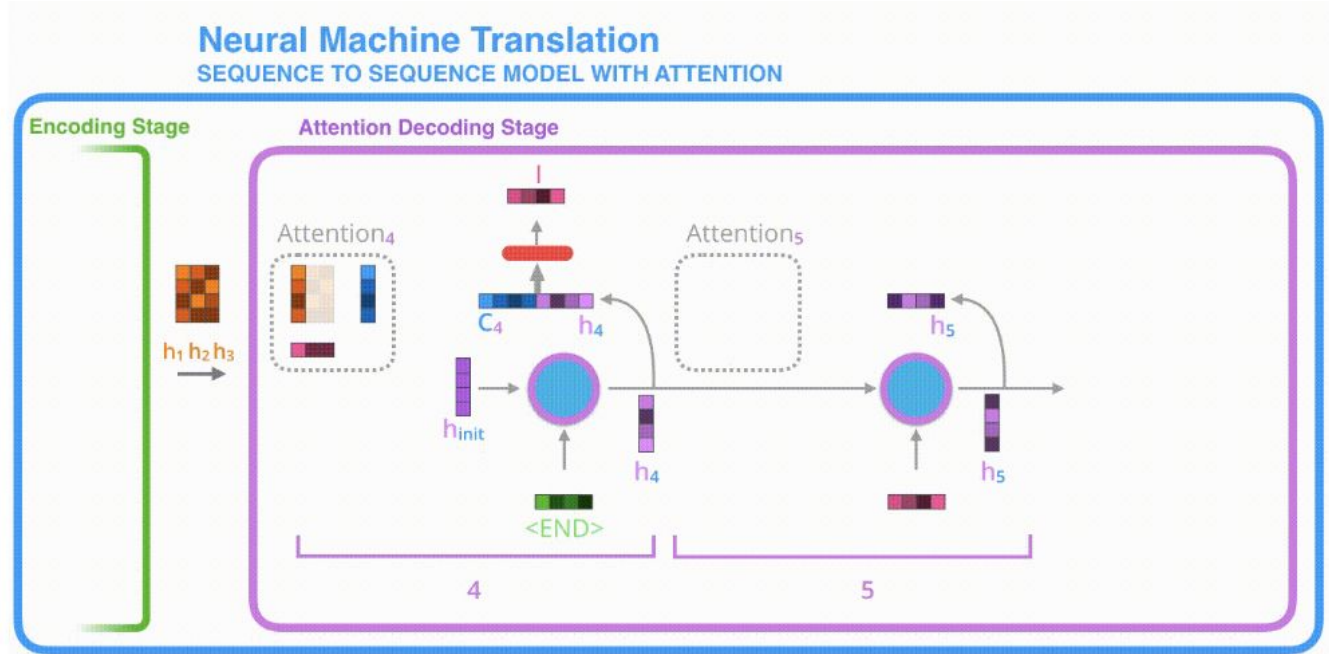 Neural Machine Translation
SEQUENCE TO SEQUENCE MODEL WITH ATTENTION
Encoding Stage
Attention Decoding Stage
I
Attention4
Attention5
C4
h4
h5
h1 h2 h3
hinit
h4
h5
<END>
4
5